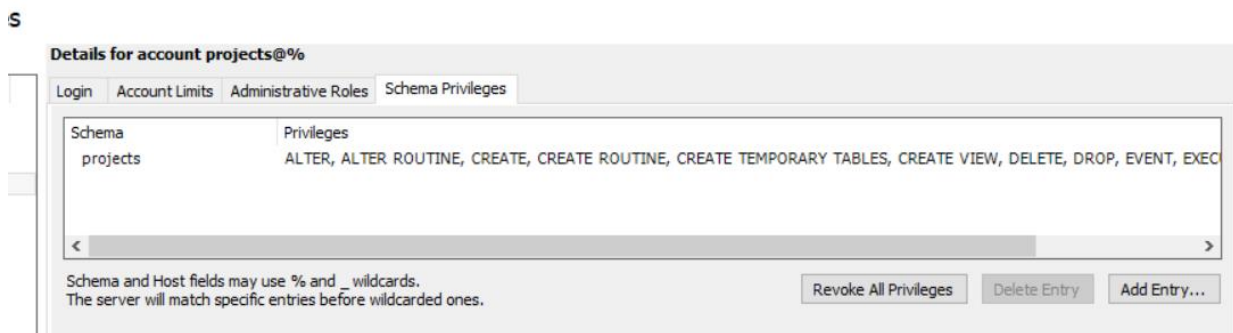 s
Details for account projects@%
Login Account Limits Administrative Roles Schema Privileges
Schema Privileges
projects ALTER, ALTER ROUTINE, CREATE, CREATE ROUTINE, CREATE TEMPORARY TABLES, CREATE VIEW, DELETE, DROP, EVENT, EXEC
Schema and Host fields may use % and _ wildcards.
The server will match specific entries before wildcarded ones.
Revoke All Privileges Delete Entry Add Entry...